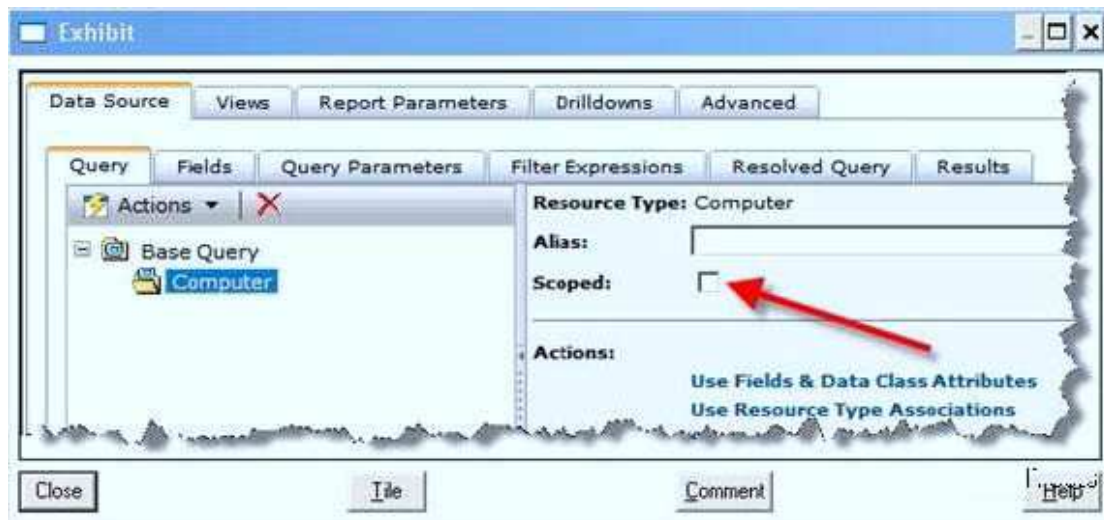 Exhibit
Data Source Views Report Parameters Drilldowns Advanced
Query Fields Query Parameters Filter Expressions Resolved Query Results
Actions
Resource Type: Computer
Base Query
Alias:
Computer
Scoped:
Actions:
Use Fields & Data Class Attributes
Use Resource Type Associations
Close Tile Comment Help